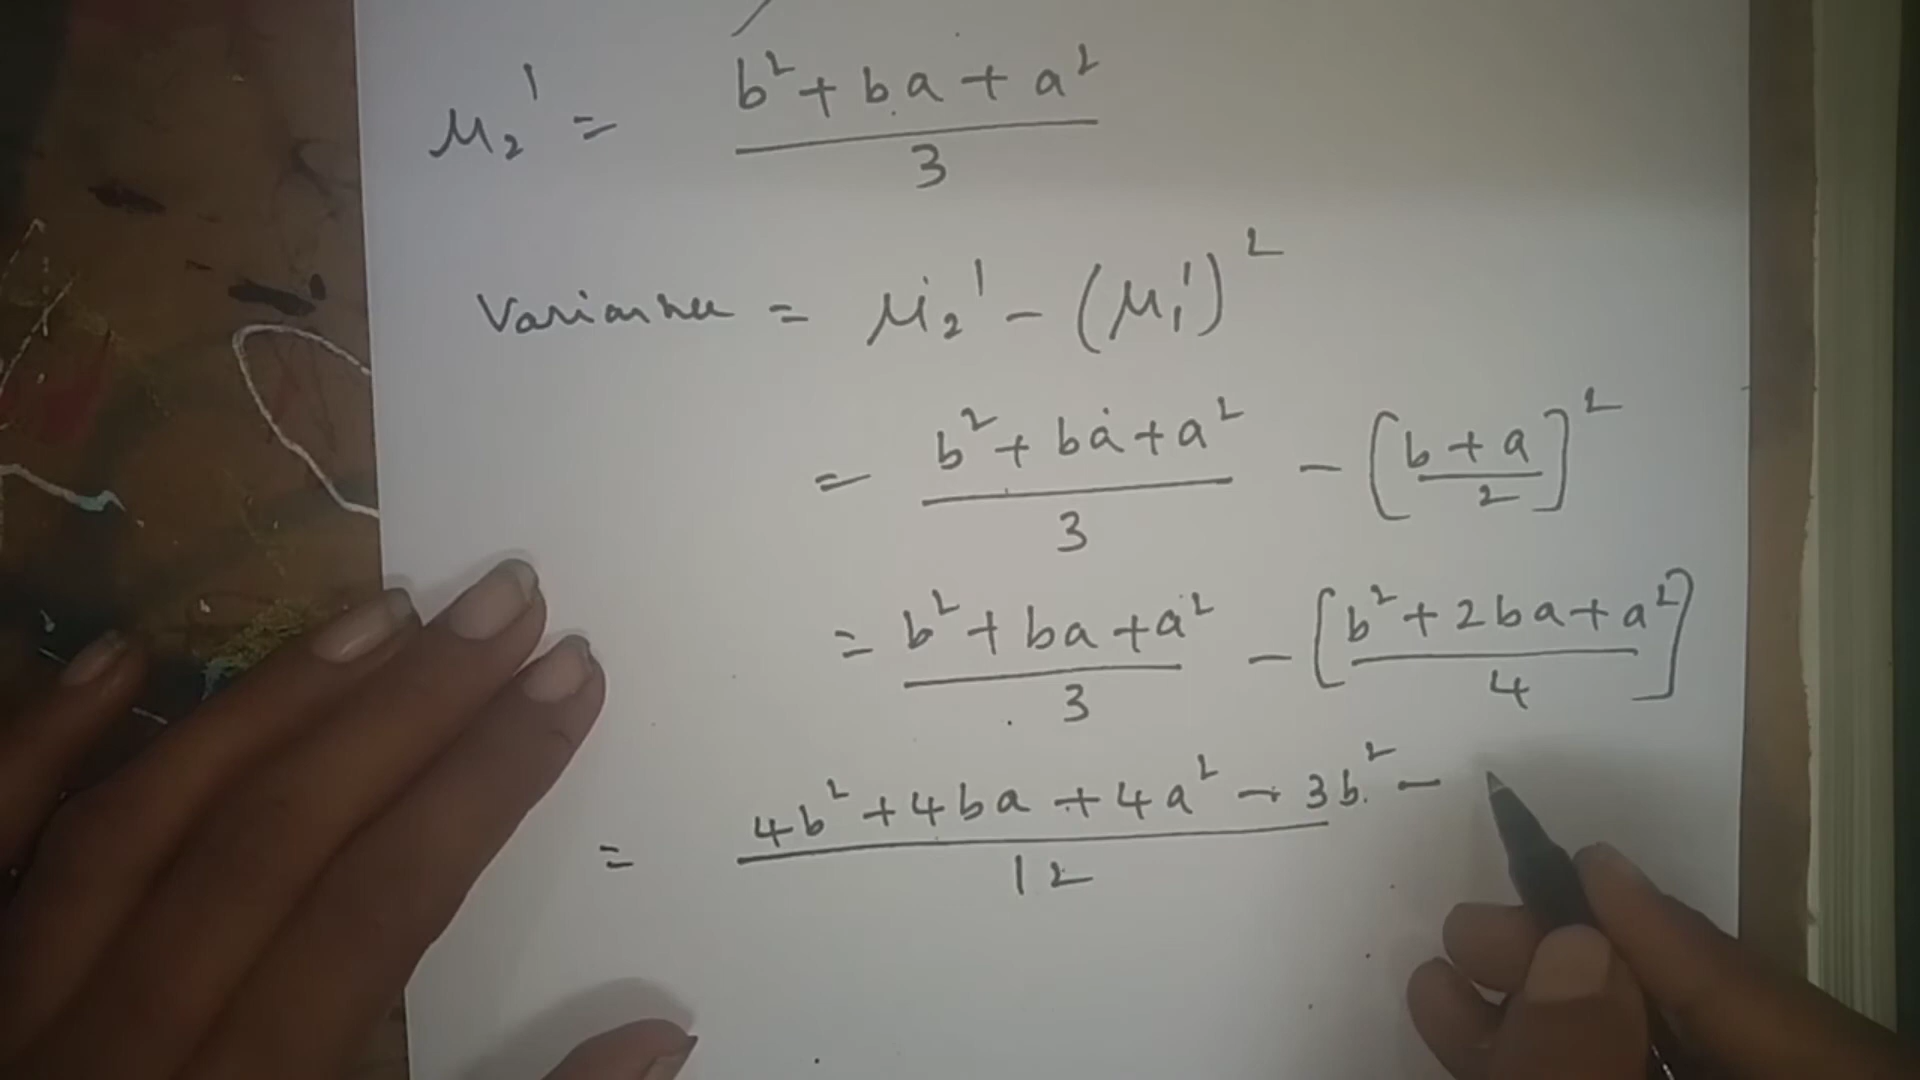 μ₂' = (b² + ba + a²)/3
Variance = μ₂' - (μ₁')²
= (b² + ba + a²)/3 - [(b + a)/2]²
= (b² + ba + a²)/3 - [(b² + 2ba + a²)/4]
= (4b² + 4ba + 4a² - 3b² -)/12